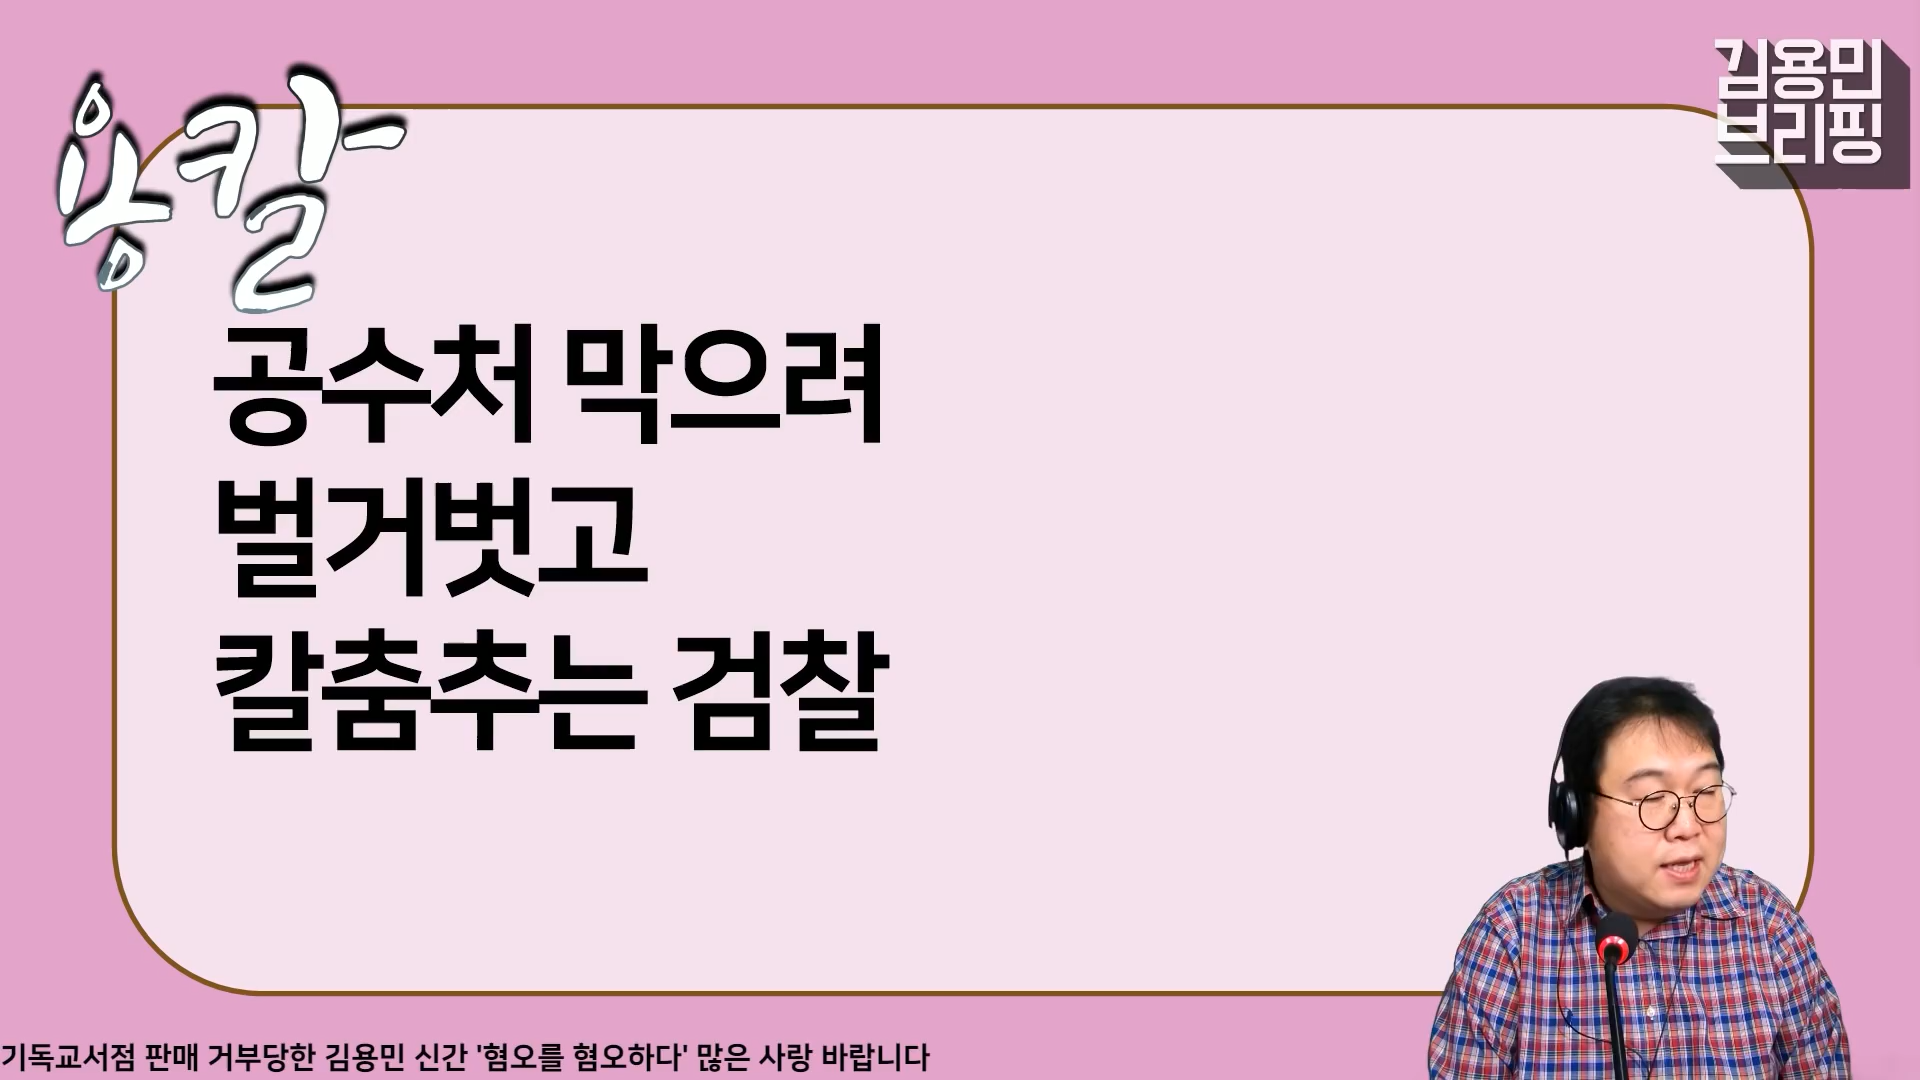 용칼
김용민
브리핑
공수처 막으려
벌거벗고
칼춤추는 검찰
기독교서점 판매 거부당한 김용민 신간 '혐오를 혐오하다' 많은 사랑 바랍니다